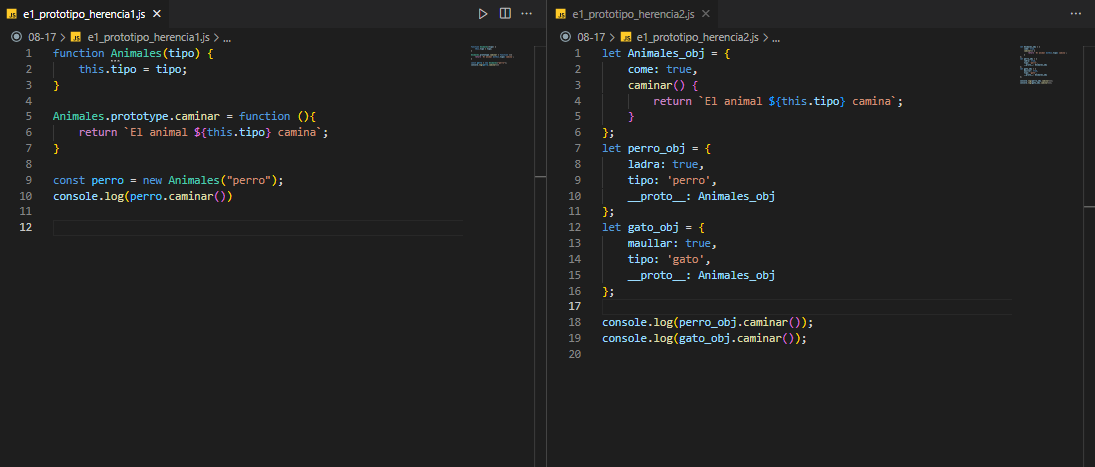 JS e1_prototipo_herencia1.js ×
08-17 > JS e1_prototipo_herencia1.js > ...
1 function Animales(tipo) {
2     this.tipo = tipo;
3 }
4
5 Animales.prototype.caminar = function (){
6     return `El animal ${this.tipo} camina`;
7 }
8
9 const perro = new Animales("perro");
10 console.log(perro.caminar())
11
12
JS e1_prototipo_herencia2.js ×
08-17 > JS e1_prototipo_herencia2.js > ...
1 let Animales_obj = {
2     come: true,
3     caminar() {
4         return `El animal ${this.tipo} camina`;
5     }
6 };
7 let perro_obj = {
8     ladra: true,
9     tipo: 'perro',
10     __proto__: Animales_obj
11 };
12 let gato_obj = {
13     maullar: true,
14     tipo: 'gato',
15     __proto__: Animales_obj
16 };
17
18 console.log(perro_obj.caminar());
19 console.log(gato_obj.caminar());
20